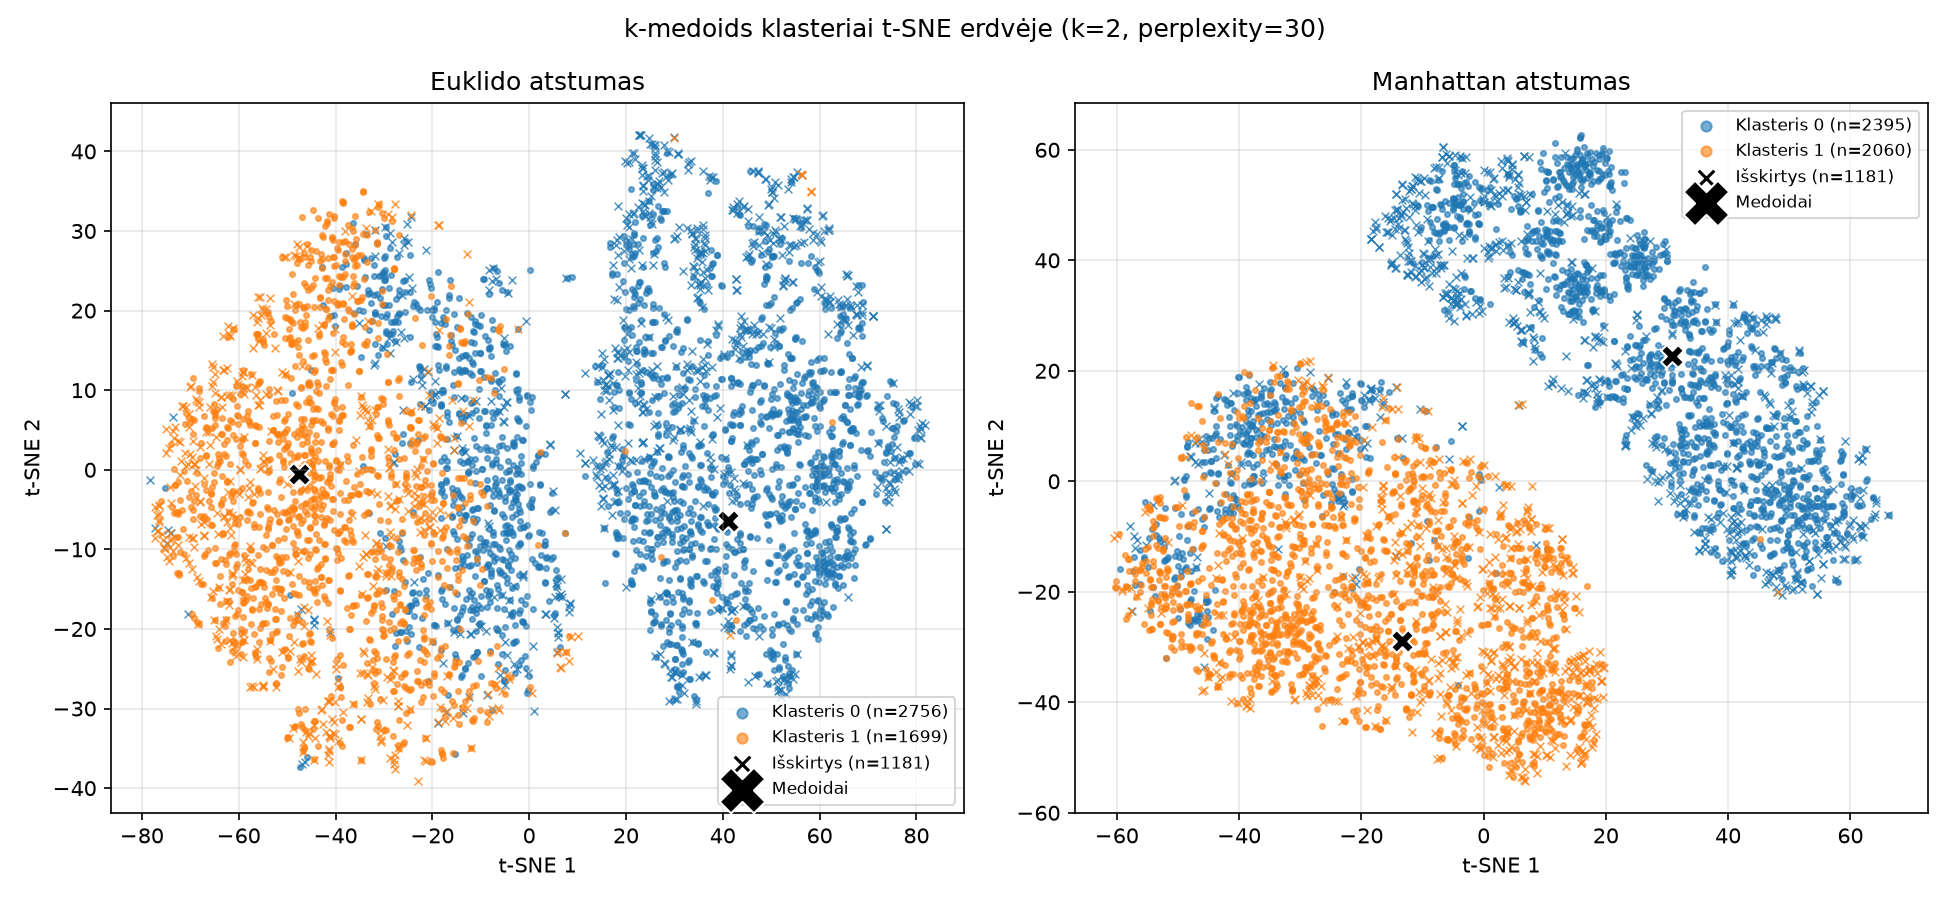 k-medoids klasteriai t-SNE erdvėje (k=2, perplexity=30)
Euklido atstumas
40
30
20
10
0
−10
−20
−30
−40
t-SNE 2
−80 −60 −40 −20 0 20 40 60 80
t-SNE 1
Klasteris 0 (n=2756)
Klasteris 1 (n=1699)
Išskirtys (n=1181)
Medoidai
Manhattan atstumas
60
40
20
0
−20
−40
−60
t-SNE 2
−60 −40 −20 0 20 40 60
t-SNE 1
Klasteris 0 (n=2395)
Klasteris 1 (n=2060)
Išskirtys (n=1181)
Medoidai